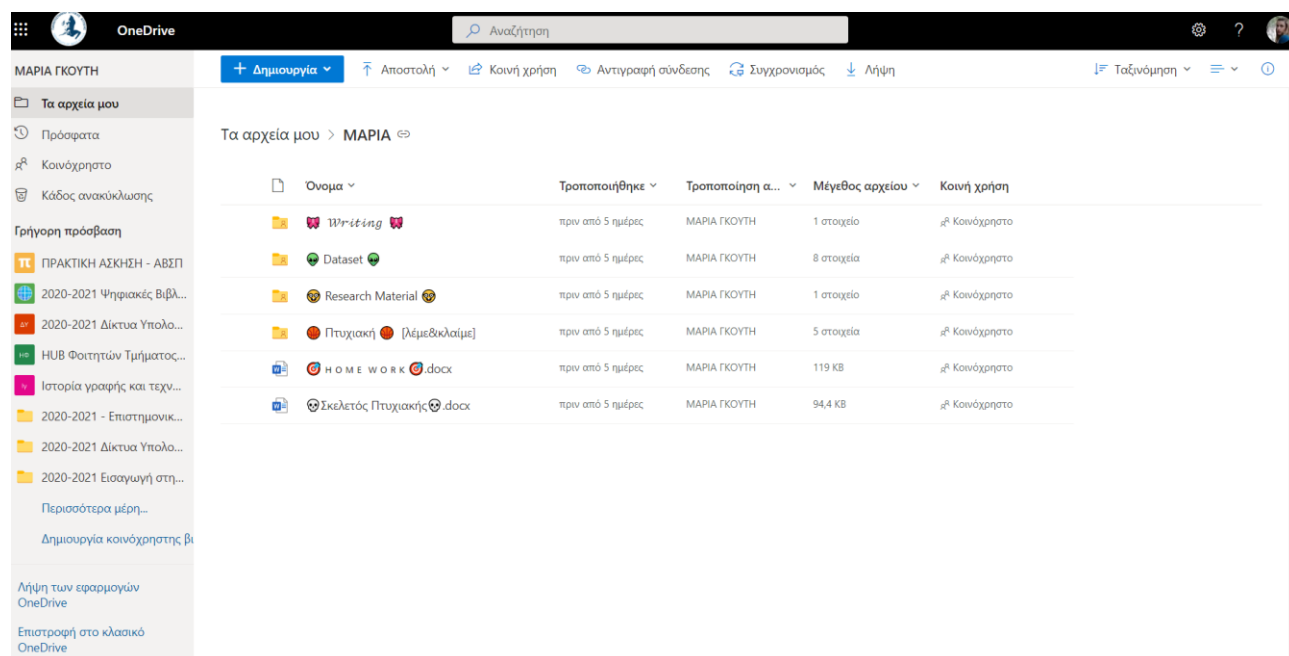 OneDrive
Αναζήτηση
?
ΜΑΡΙΑ ΓΚΟΥΤΗ
+ Δημιουργία
Αποστολή
Κοινή χρήση
Αντιγραφή σύνδεσης
Συγχρονισμός
Λήψη
Ταξινόμηση
Τα αρχεία μου
Πρόσφατα
Κοινόχρηστο
Κάδος ανακύκλωσης
Γρήγορη πρόσβαση
πτ ΠΡΑΚΤΙΚΗ ΑΣΚΗΣΗ - ΑΒΣΠ
2020-2021 Ψηφιακές Βιβλ...
ΔΥ 2020-2021 Δίκτυα Υπολο...
ΗΦ HUB Φοιτητών Τμήματος...
Ιστορία γραφής και τεχν...
2020-2021 - Επιστημονικ...
2020-2021 Δίκτυα Υπολο...
2020-2021 Εισαγωγή στη...
Περισσότερα μέρη...
Δημιουργία κοινόχρηστης βι
Λήψη των εφαρμογών
OneDrive
Επιστροφή στο κλασικό
OneDrive
Τα αρχεία μου > ΜΑΡΙΑ
Όνομα Τροποποιήθηκε Τροποποίηση α... Μέγεθος αρχείου Κοινή χρήση
🎀 𝓦𝓻𝓲𝓽𝓲𝓷𝓰 🎀 πριν από 5 ημέρες ΜΑΡΙΑ ΓΚΟΥΤΗ 1 στοιχείο Κοινόχρηστο
👽 Dataset 👽 πριν από 5 ημέρες ΜΑΡΙΑ ΓΚΟΥΤΗ 8 στοιχεία Κοινόχρηστο
🤓 Research Material 🤓 πριν από 5 ημέρες ΜΑΡΙΑ ΓΚΟΥΤΗ 1 στοιχείο Κοινόχρηστο
🏀 Πτυχιακή 🏀 [λέμε&κλαίμε] πριν από 5 ημέρες ΜΑΡΙΑ ΓΚΟΥΤΗ 5 στοιχεία Κοινόχρηστο
🎯 ʜ ᴏ ᴍ ᴇ ᴡ ᴏ ʀ ᴋ 🎯.docx πριν από 5 ημέρες ΜΑΡΙΑ ΓΚΟΥΤΗ 119 KB Κοινόχρηστο
💀Σκελετός Πτυχιακής💀.docx πριν από 5 ημέρες ΜΑΡΙΑ ΓΚΟΥΤΗ 94,4 KB Κοινόχρηστο